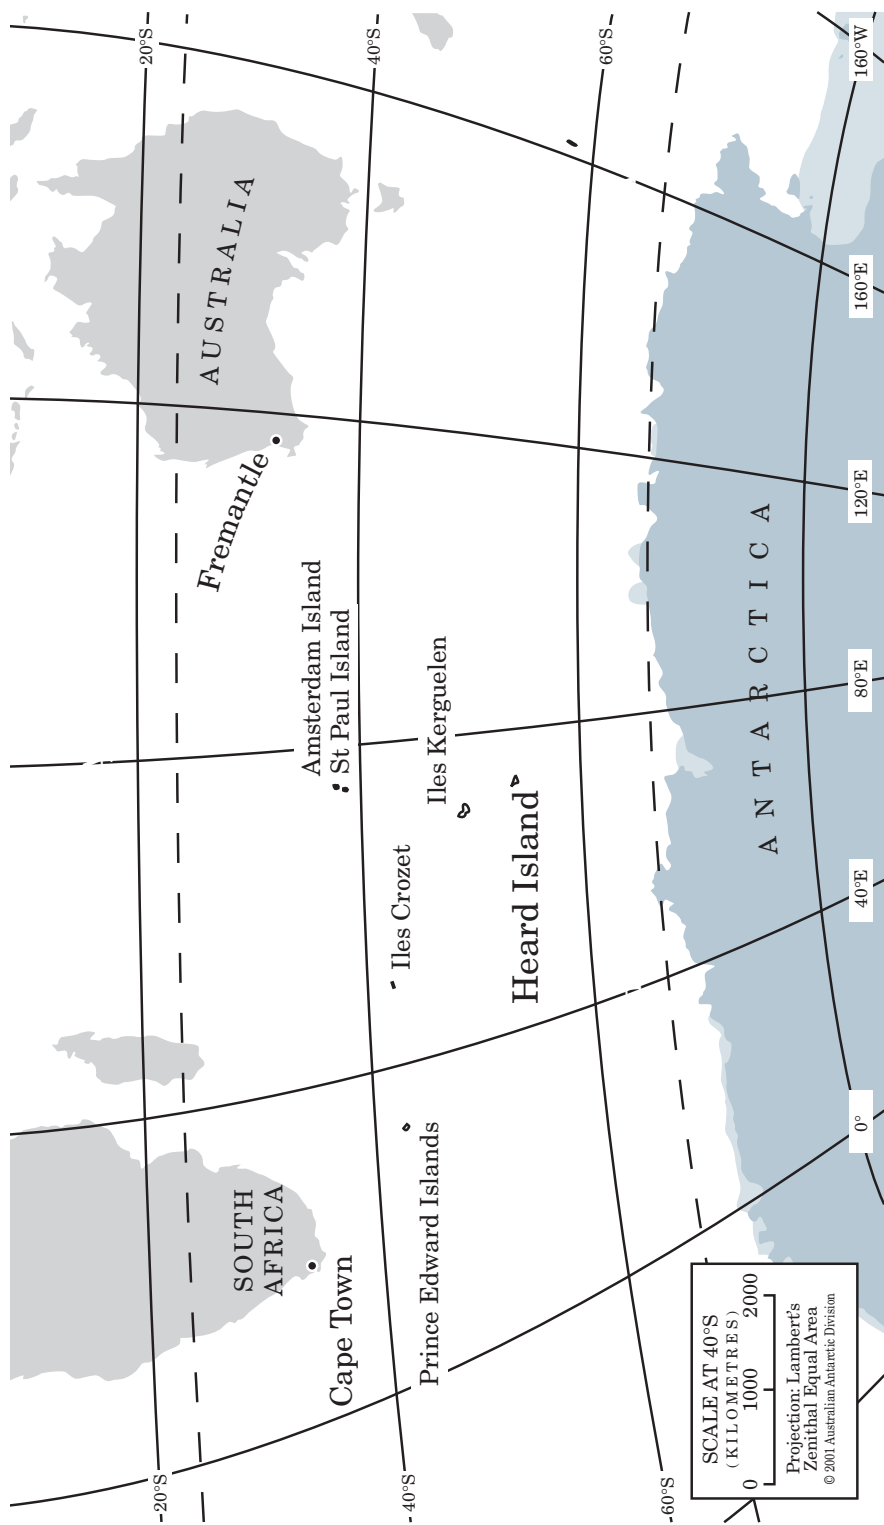 20°S
40°S
60°S
160°W
AUSTRALIA
160°E
Fremantle
120°E
Amsterdam Island
St Paul Island
Iles Kerguelen
ANTARCTICA
80°E
Iles Crozet
Heard Island
40°E
0°
SOUTH
AFRICA
Cape Town
Prince Edward Islands
20°S
40°S
60°S
SCALE AT 40°S
(KILOMETRES)
0 1000 2000
Projection: Lambert's
Zenithal Equal Area
© 2001 Australian Antarctic Division